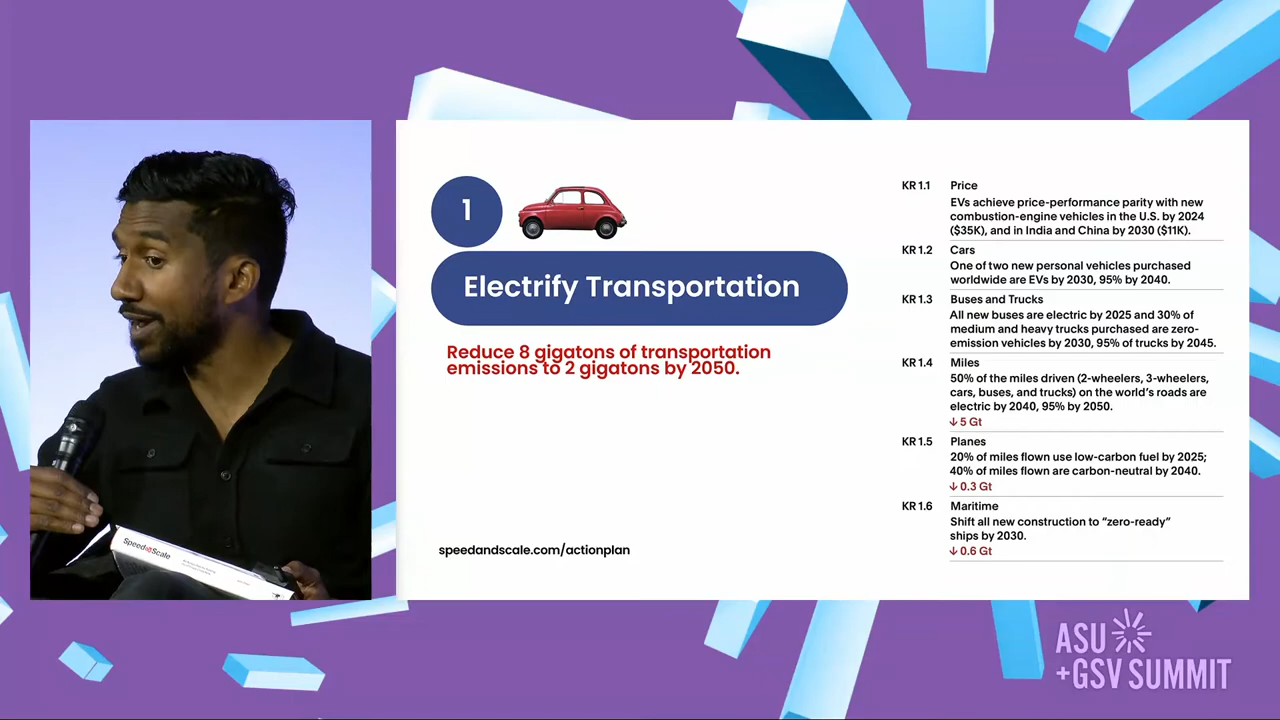 1
Electrify Transportation
Reduce 8 gigatons of transportation
emissions to 2 gigatons by 2050.
speedandscale.com/actionplan
KR 1.1 Price
EVs achieve price-performance parity with new
combustion-engine vehicles in the U.S. by 2024
($35K), and in India and China by 2030 ($11K).
KR 1.2 Cars
One of two new personal vehicles purchased
worldwide are EVs by 2030, 95% by 2040.
KR 1.3 Buses and Trucks
All new buses are electric by 2025 and 30% of
medium and heavy trucks purchased are zero-
emission vehicles by 2030, 95% of trucks by 2045.
KR 1.4 Miles
50% of the miles driven (2-wheelers, 3-wheelers,
cars, buses, and trucks) on the world's roads are
electric by 2040, 95% by 2050.
↓ 5 Gt
KR 1.5 Planes
20% of miles flown use low-carbon fuel by 2025;
40% of miles flown are carbon-neutral by 2040.
↓ 0.3 Gt
KR 1.6 Maritime
Shift all new construction to “zero-ready”
ships by 2030.
↓ 0.6 Gt
Speed & Scale
ASU
+GSV SUMMIT